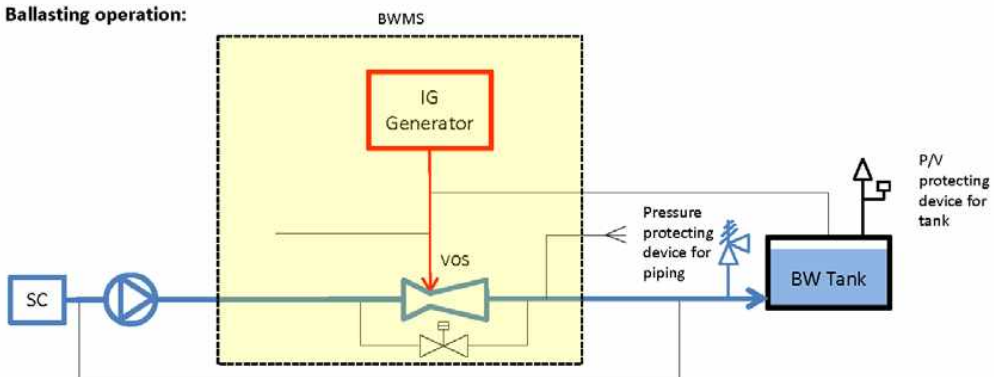 Ballasting operation:
BWMS
IG
Generator
P/V
protecting
device for
tank
Pressure
protecting
device for
piping
VOS
SC
BW Tank